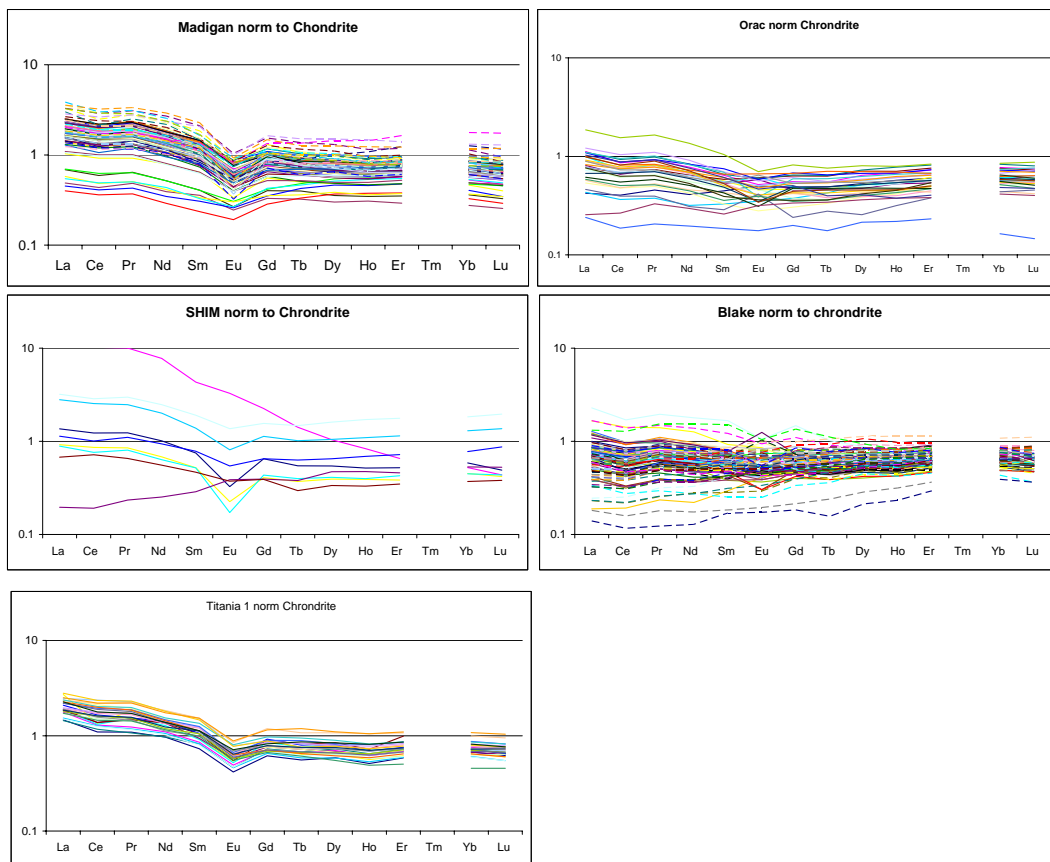 Madigan norm to Chondrite
10
1
0.1
La Ce Pr Nd Sm Eu Gd Tb Dy Ho Er Tm Yb Lu
Orac norm Chrondrite
10
1
0.1
La Ce Pr Nd Sm Eu Gd Tb Dy Ho Er Tm Yb Lu
SHIM norm to Chrondrite
10
1
0.1
La Ce Pr Nd Sm Eu Gd Tb Dy Ho Er Tm Yb Lu
Blake norm to chrondrite
10
1
0.1
La Ce Pr Nd Sm Eu Gd Tb Dy Ho Er Tm Yb Lu
Titania 1 norm Chrondrite
10
1
0.1
La Ce Pr Nd Sm Eu Gd Tb Dy Ho Er Tm Yb Lu